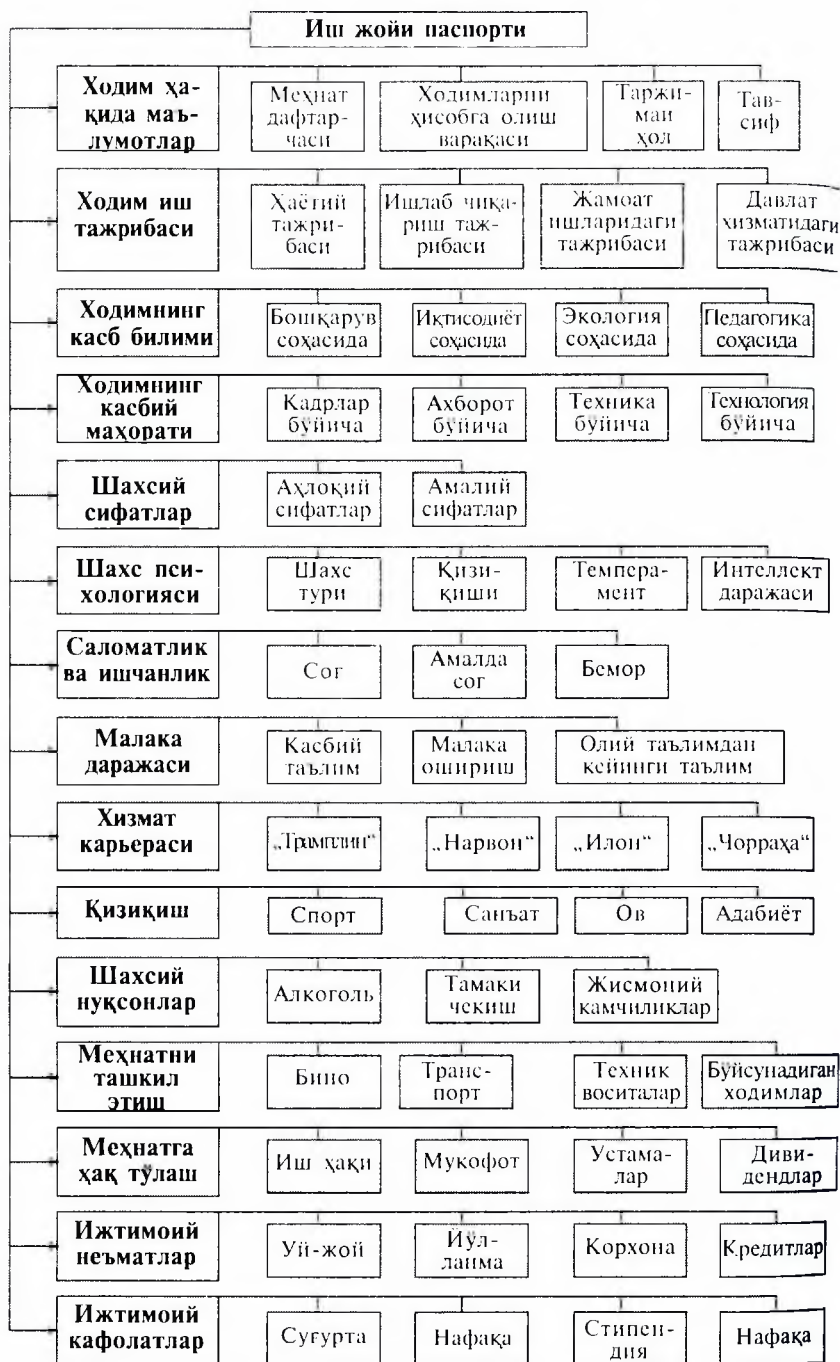 Иш жойи паспорти
Ходим ҳа-
қида маъ-
лумотлар
Меҳнат
дафтар-
часи
Ходимларни
ҳисобга олиш
варақаси
Таржи-
маи
ҳол
Тав-
сиф
Ходим иш
тажрибаси
Ҳаётий
тажри-
баси
Ишлаб чиқа-
риш таж-
рибаси
Жамоат
ишларидаги
тажрибаси
Давлат
хизматидаги
тажрибаси
Ходимнинг
касб билими
Бошқарув
соҳасида
Иқтисодиёт
соҳасида
Экология
соҳасида
Педагогика
соҳасида
Ходимнинг
касбий
маҳорати
Кадрлар
бўйича
Ахборот
бўйича
Техника
бўйича
Технология
бўйича
Шахсий
сифатлар
Аҳлоқий
сифатлар
Амалий
сифатлар
Шахс пси-
хологияси
Шахс
тури
Қизи-
қиши
Темпера-
мент
Интеллект
даражаси
Саломатлик
ва ишчанлик
Соғ
Амалда
соғ
Бемор
Малака
даражаси
Касбий
таълим
Малака
ошириш
Олий таълимдан
кейинги таълим
Хизмат
карьераси
„Трамплин“
„Нарвон“
„Илон“
„Чорраҳа“
Қизиқиш
Спорт
Санъат
Ов
Адабиёт
Шахсий
нуқсонлар
Алкоголь
Тамаки
чекиш
Жисмоний
камчиликлар
Меҳнатни
ташкил
этиш
Бино
Транс-
порт
Техник
воситалар
Бўйсунадиган
ходимлар
Меҳнатга
ҳақ тўлаш
Иш ҳақи
Мукофот
Устама-
лар
Диви-
дендлар
Ижтимоий
неъматлар
Уй-жой
Йўл-
ланма
Корхона
Кредитлар
Ижтимоий
кафолатлар
Суғурта
Нафақа
Стипен-
дия
Нафақа